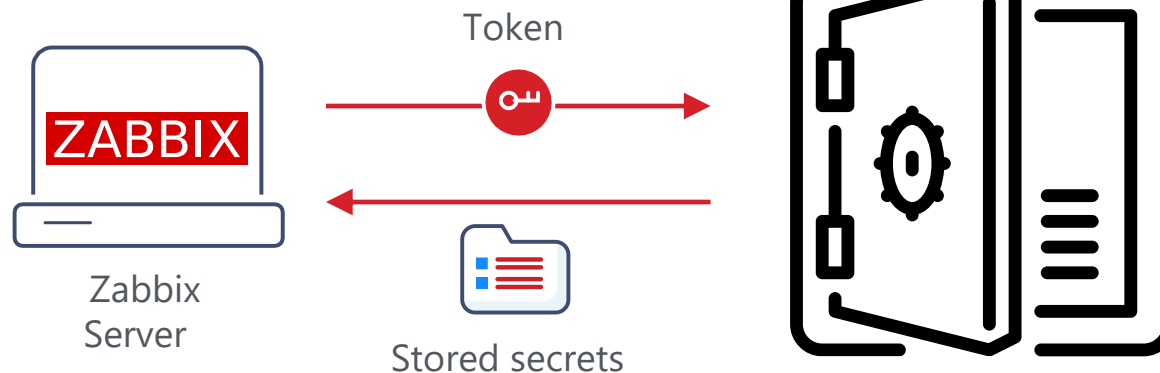 Token
ZABBIX
Zabbix
Server
Stored secrets